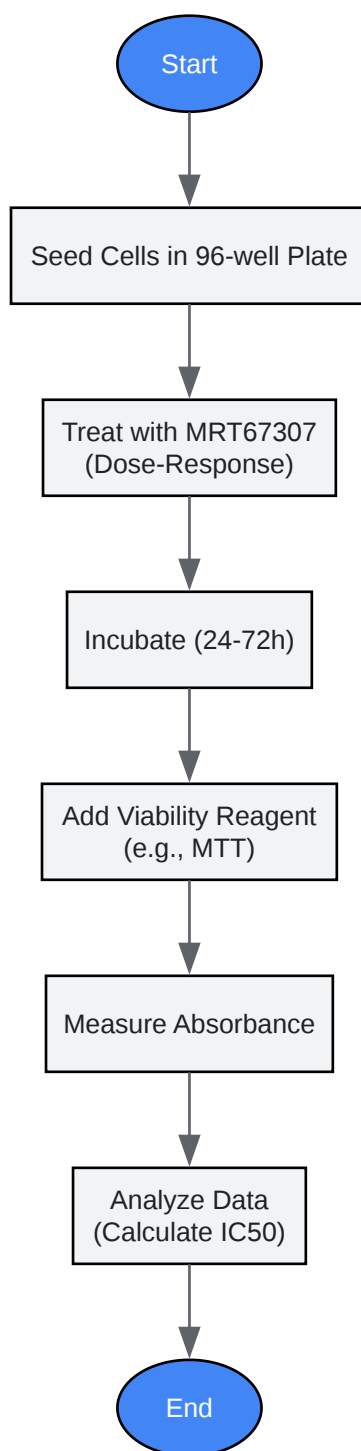 Start
Seed Cells in 96-well Plate
Treat with MRT67307
(Dose-Response)
Incubate (24-72h)
Add Viability Reagent
(e.g., MTT)
Measure Absorbance
Analyze Data
(Calculate IC50)
End